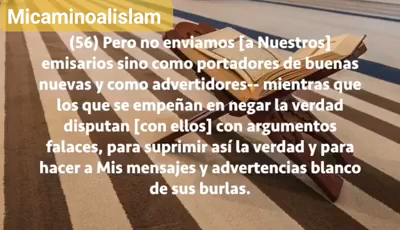 Micaminoalislam
(56) Pero no enviamos [a Nuestros]
emisarios sino como portadores de buenas
nuevas y como advertidores-- mientras que
los que se empeñan en negar la verdad
disputan [con ellos] con argumentos
falaces, para suprimir así la verdad y para
hacer a Mis mensajes y advertencias blanco
de sus burlas.